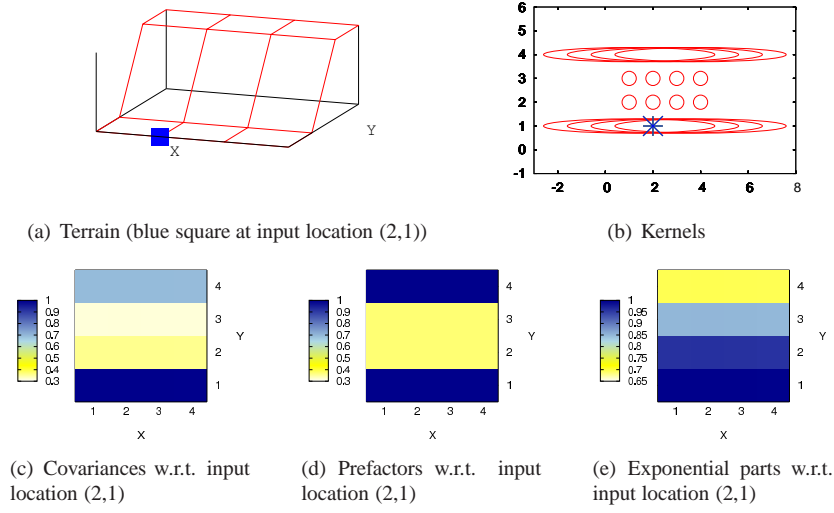 X
Y
6
5
4
3
2
1
0
-1
-2
0
2
4
6
8
(a) Terrain (blue square at input location (2,1))
(b) Kernels
1
0.9
0.8
0.7
0.6
0.5
0.4
0.3
4
3
2
1
Y
1 2 3 4
X
1
0.9
0.8
0.7
0.6
0.5
0.4
0.3
4
3
2
1
Y
1 2 3 4
X
1
0.95
0.9
0.85
0.8
0.75
0.7
0.65
4
3
2
1
Y
1 2 3 4
X
(c) Covariances w.r.t. input
location (2,1)
(d) Prefactors w.r.t. input
location (2,1)
(e) Exponential parts w.r.t.
input location (2,1)